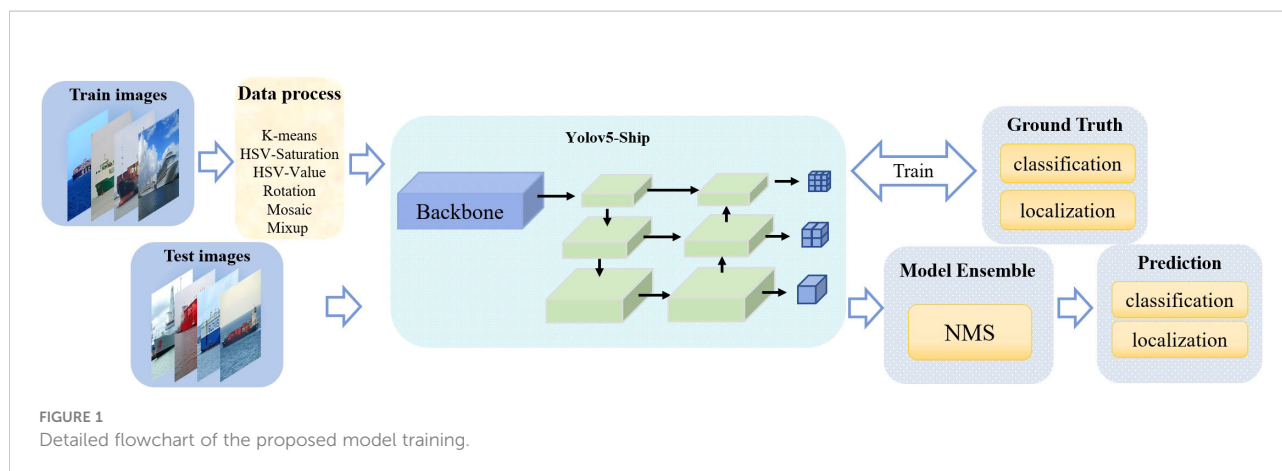 Train images
Data process
K-means
HSV-Saturation
HSV-Value
Rotation
Mosaic
Mixup
Test images
Yolov5-Ship
Backbone
Train
Ground Truth
classification
localization
Model Ensemble
NMS
Prediction
classification
localization
FIGURE 1
Detailed flowchart of the proposed model training.